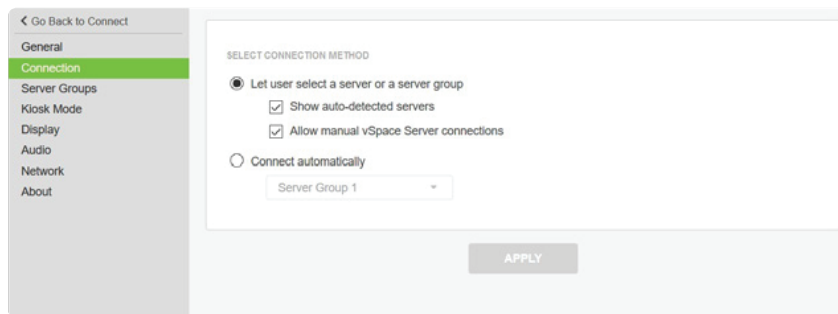 Go Back to Connect
General
Connection
Server Groups
Kiosk Mode
Display
Audio
Network
About
SELECT CONNECTION METHOD
Let user select a server or a server group
Show auto-detected servers
Allow manual vSpace Server connections
Connect automatically
Server Group 1
APPLY